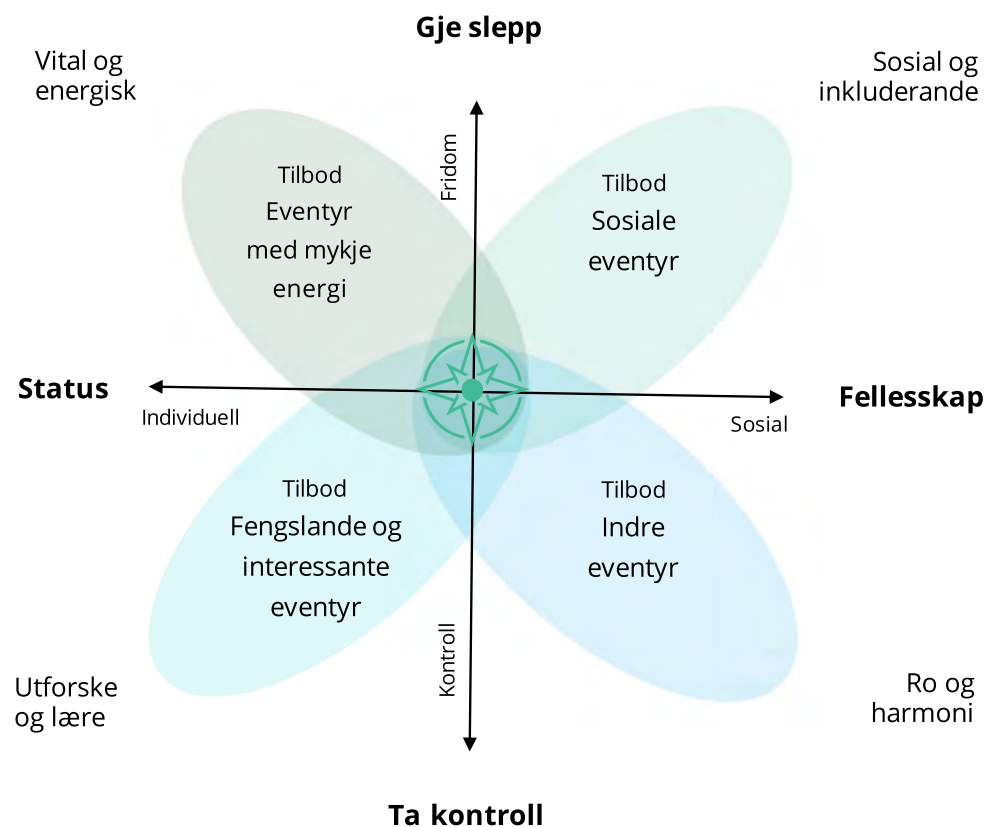 Gje slepp
Vital og
energisk
Sosial og
inkluderande
Fridom
Tilbod
Eventyr
med mykje
energi
Tilbod
Sosiale
eventyr
Status
Individuell
Fellesskap
Sosial
Tilbod
Fengslande og
interessante
eventyr
Tilbod
Indre
eventyr
Kontroll
Utforske
og lære
Ro og
harmoni
Ta kontroll